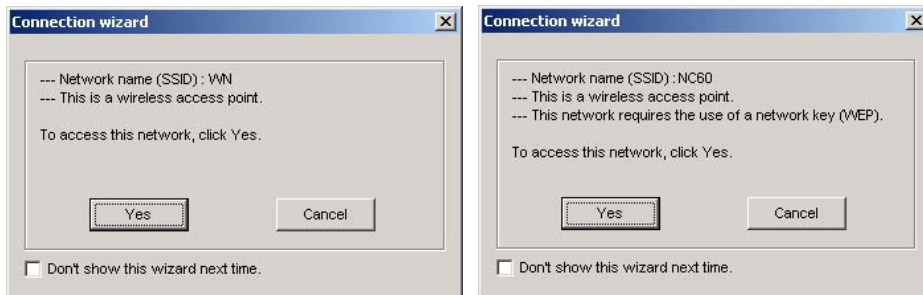 Connection wizard
--- Network name (SSID) : WN
--- This is a wireless access point.
To access this network, click Yes.
Yes Cancel
Don't show this wizard next time.
Connection wizard
--- Network name (SSID) :NC60
--- This is a wireless access point.
--- This network requires the use of a network key (WEP).
To access this network, click Yes.
Yes Cancel
Don't show this wizard next time.